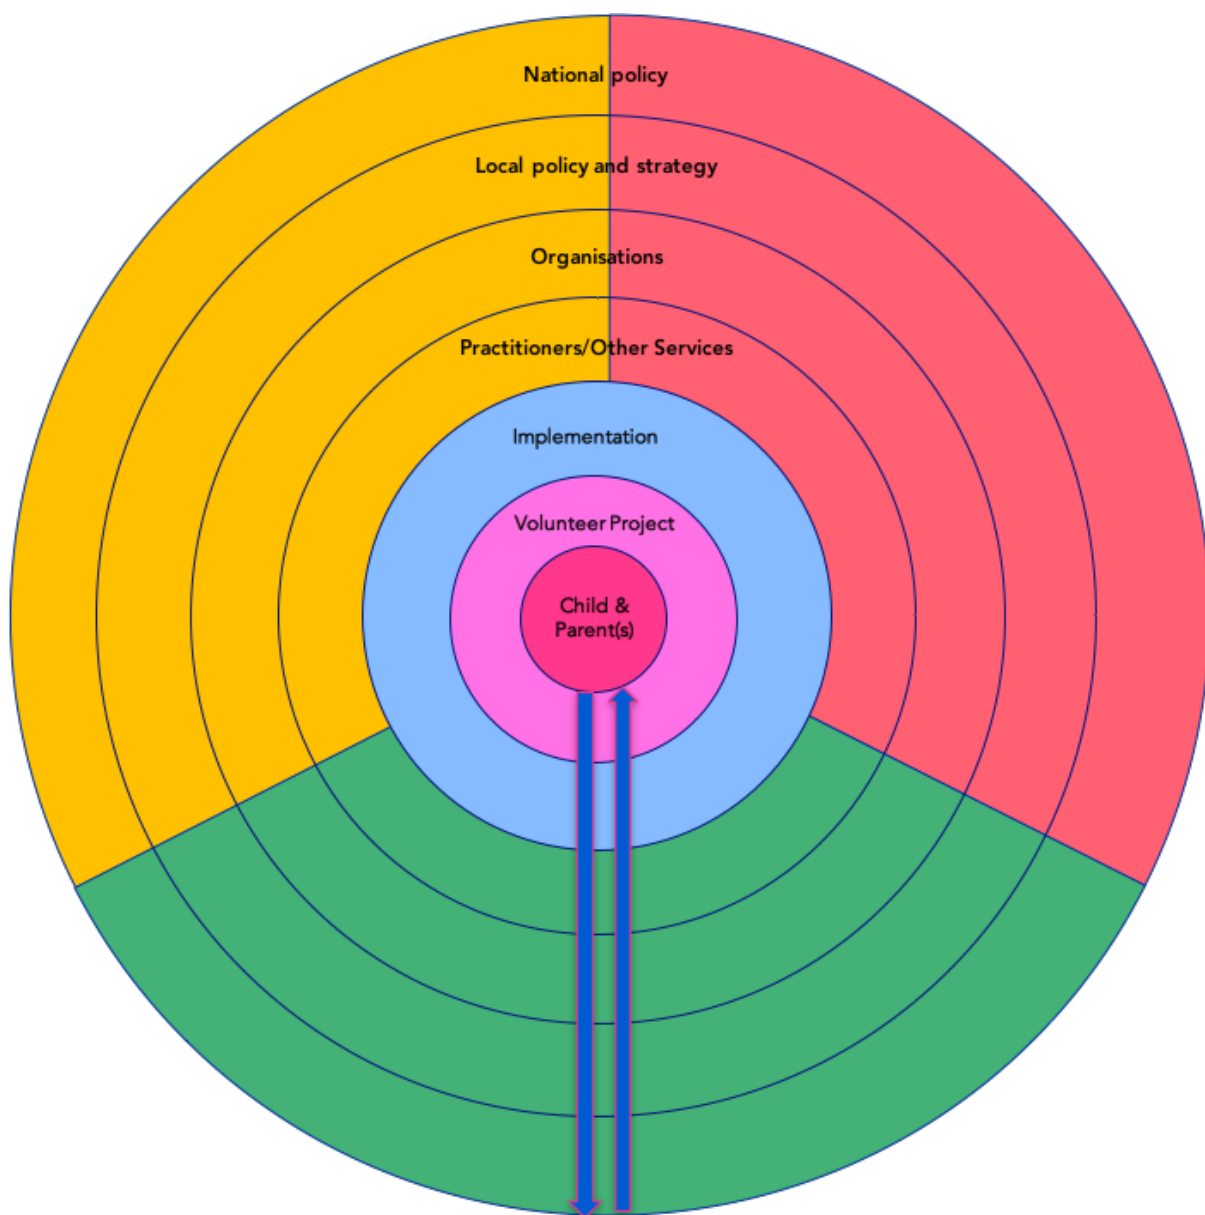 National policy
Local policy and strategy
Organisations
Practitioners/Other Services
Implementation
Volunteer Project
Child &
Parent(s)